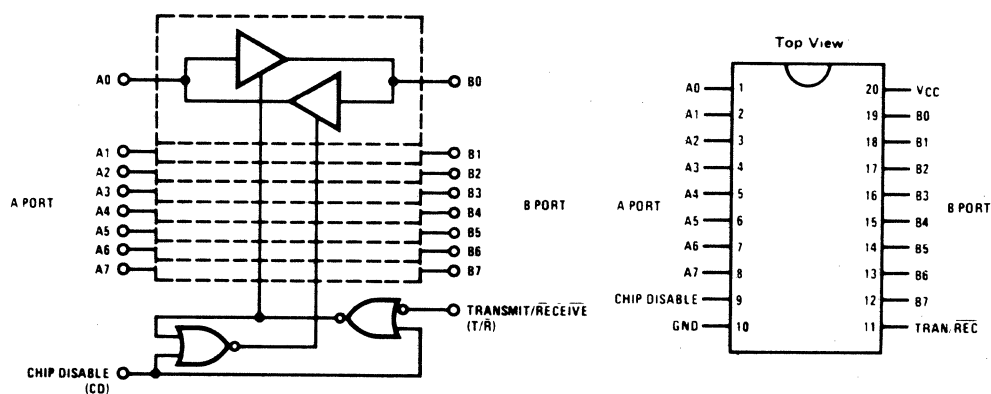 A0
B0
A1
A2
A3
A4
A5
A6
A7
A PORT
B1
B2
B3
B4
B5
B6
B7
B PORT
TRANSMIT/RECEIVE
(T/R̄)
CHIP DISABLE
(CD)
Top View
A0 1
A1 2
A2 3
A3 4
A4 5
A5 6
A6 7
A7 8
CHIP DISABLE 9
GND 10
A PORT
20 VCC
19 B0
18 B1
17 B2
16 B3
15 B4
14 B5
13 B6
12 B7
11 TRAN/REC
B PORT